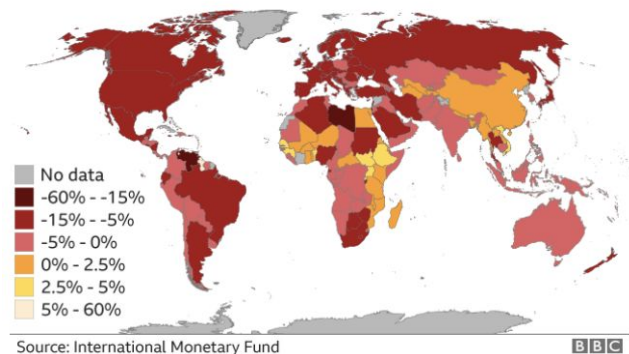 No data
-60% - -15%
-15% - -5%
-5% - 0%
0% - 2.5%
2.5% - 5%
5% - 60%
Source: International Monetary Fund
BBC